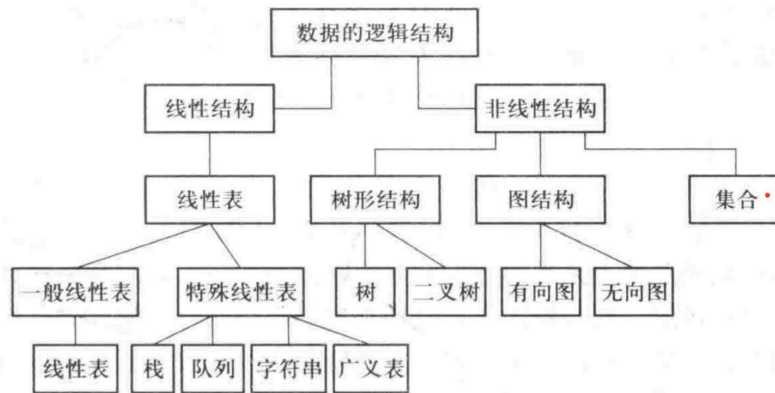 数据的逻辑结构
线性结构
非线性结构
线性表
树形结构
图结构
集合
一般线性表
特殊线性表
树
二叉树
有向图
无向图
线性表
栈
队列
字符串
广义表